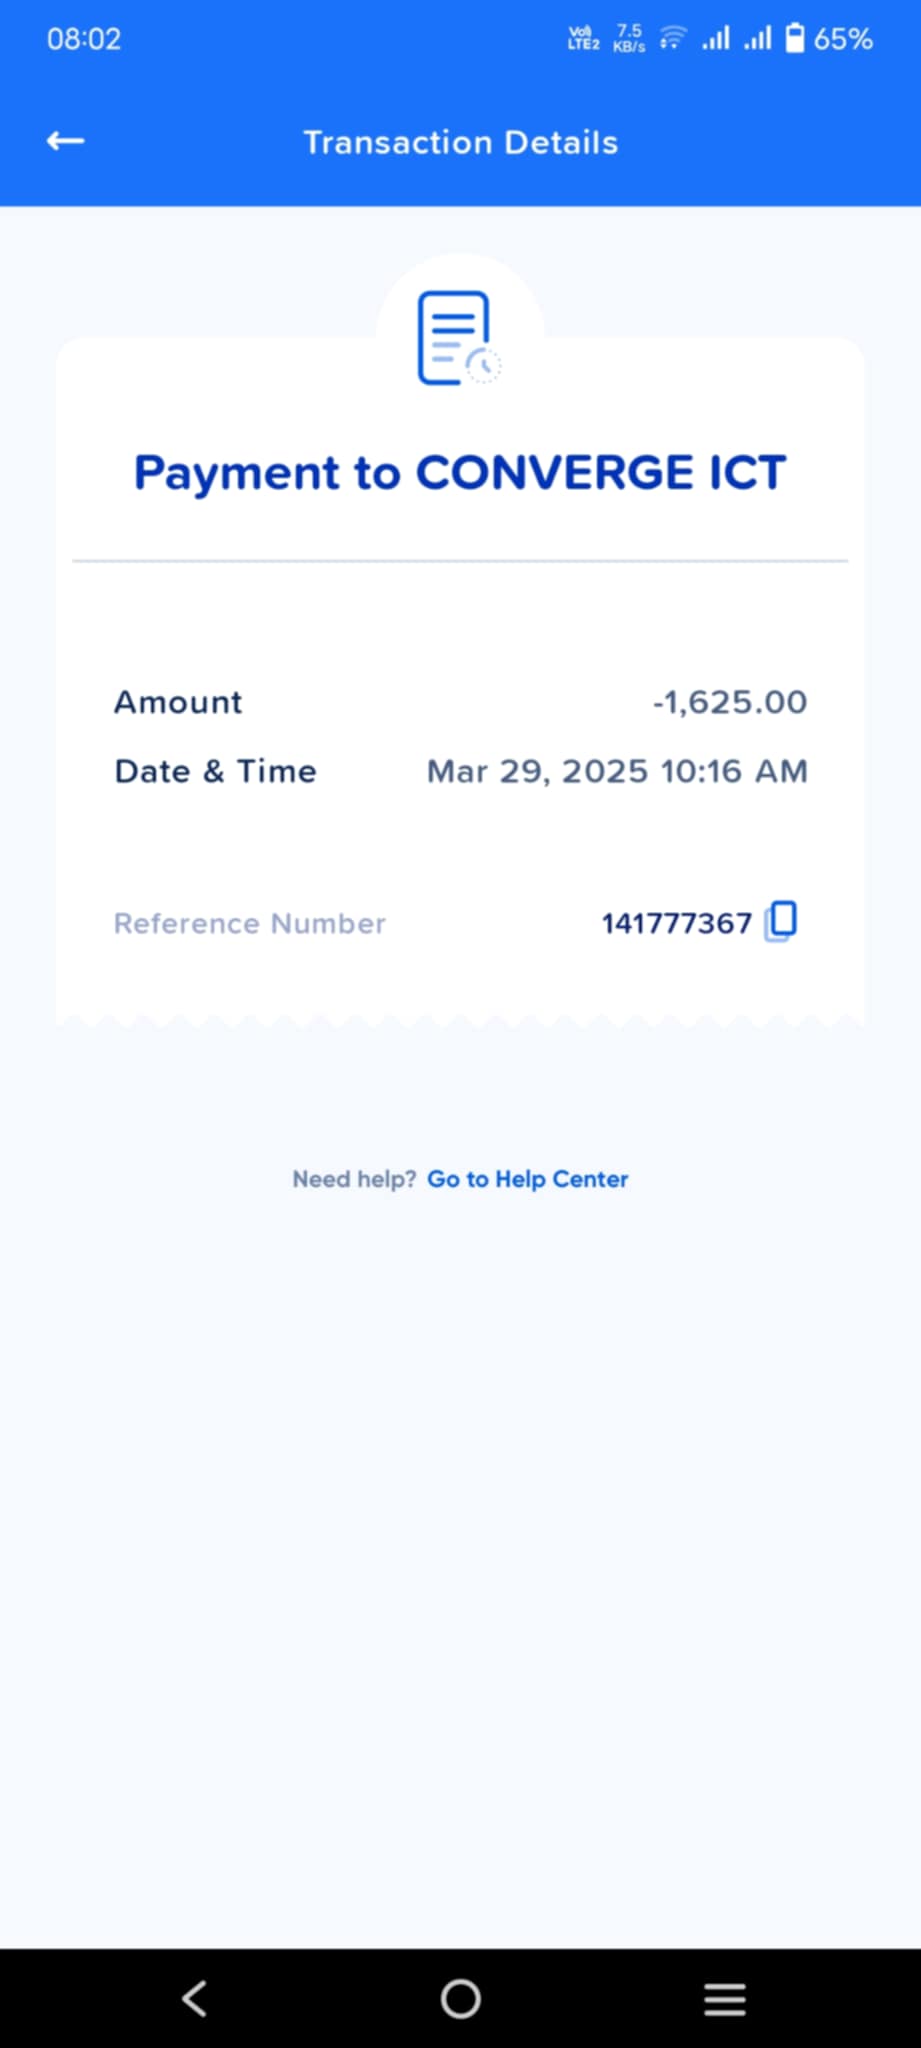 08:02
Vo) LTE2 7.5 KB/s 65%
Transaction Details
Payment to CONVERGE ICT
Amount -1,625.00
Date & Time Mar 29, 2025 10:16 AM
Reference Number 141777367
Need help? Go to Help Center